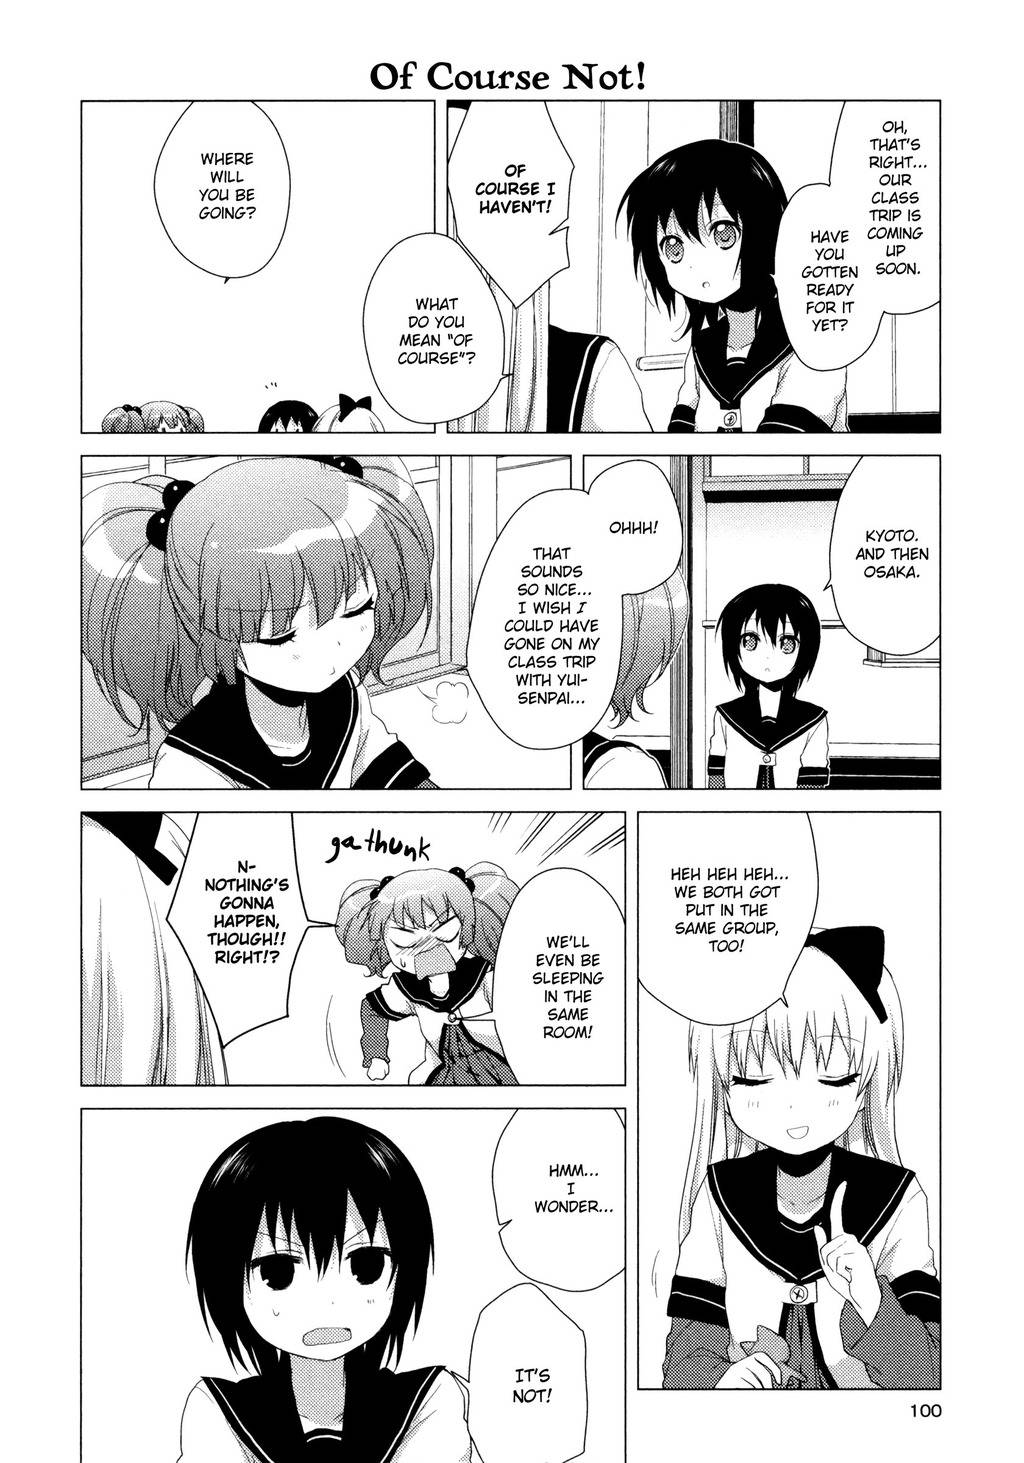 Of Course Not!
OH,
THAT'S
RIGHT...
OUR
CLASS
TRIP IS
COMING
UP
SOON.
HAVE
YOU
GOTTEN
READY
FOR IT
YET?
OF
COURSE I
HAVEN'T!
WHAT
DO YOU
MEAN "OF
COURSE"?
WHERE
WILL
YOU BE
GOING?
KYOTO.
AND THEN
OSAKA.
OHHH!
THAT
SOUNDS
SO NICE...
I WISH I
COULD HAVE
GONE ON MY
CLASS TRIP
WITH YUI-
SENPAI...
HEH HEH HEH...
WE BOTH GOT
PUT IN THE
SAME GROUP,
TOO!
WE'LL
EVEN BE
SLEEPING
IN THE
SAME
ROOM!
gathunk
N-
NOTHING'S
GONNA
HAPPEN,
THOUGH!!
RIGHT!?
HMM...
I
WONDER...
IT'S
NOT!
100